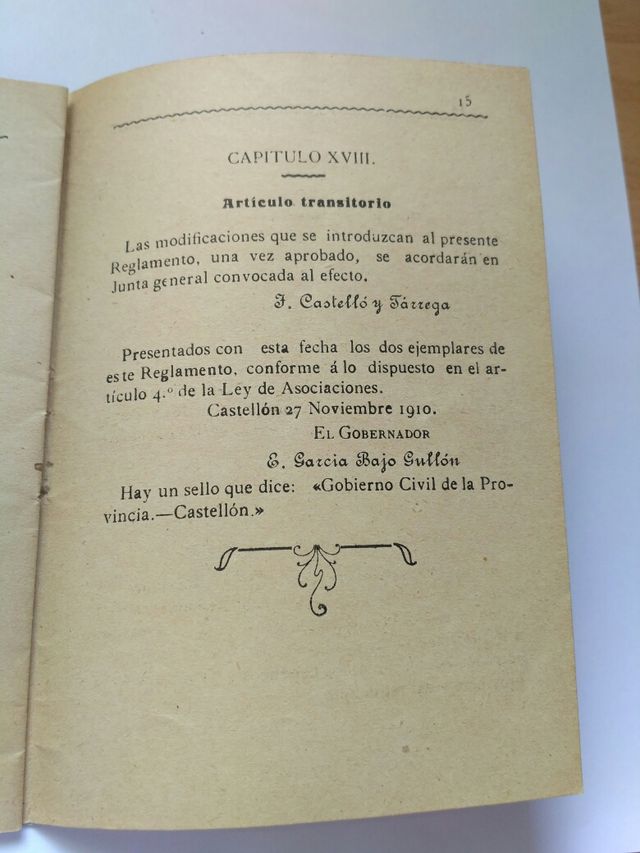 15
CAPITULO XVIII.
Artículo transitorio
Las modificaciones que se introduzcan al presente
Reglamento, una vez aprobado, se acordarán en
Junta general convocada al efecto.
F. Castelló y Tárrega
Presentados con esta fecha los dos ejemplares de
este Reglamento, conforme á lo dispuesto en el ar-
tículo 4.º de la Ley de Asociaciones.
Castellón 27 Noviembre 1910.
EL GOBERNADOR
E. García Bajo Gullón
Hay un sello que dice: «Gobierno Civil de la Pro-
vincia.—Castellón.»